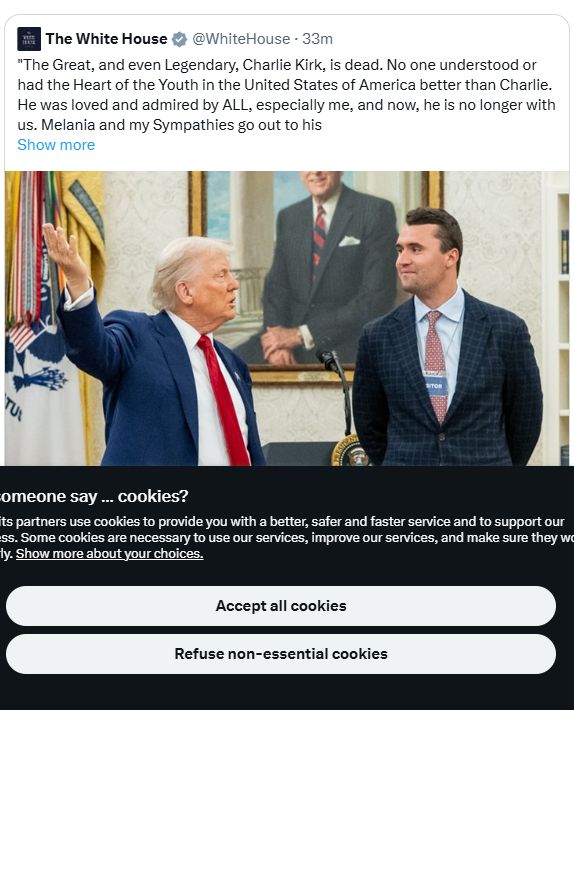 The White House @WhiteHouse · 33m
"The Great, and even Legendary, Charlie Kirk, is dead. No one understood or
had the Heart of the Youth in the United States of America better than Charlie.
He was loved and admired by ALL, especially me, and now, he is no longer with
us. Melania and my Sympathies go out to his
Show more
omeone say ... cookies?
its partners use cookies to provide you with a better, safer and faster service and to support our
ess. Some cookies are necessary to use our services, improve our services, and make sure they wo
ly. Show more about your choices.
Accept all cookies
Refuse non-essential cookies